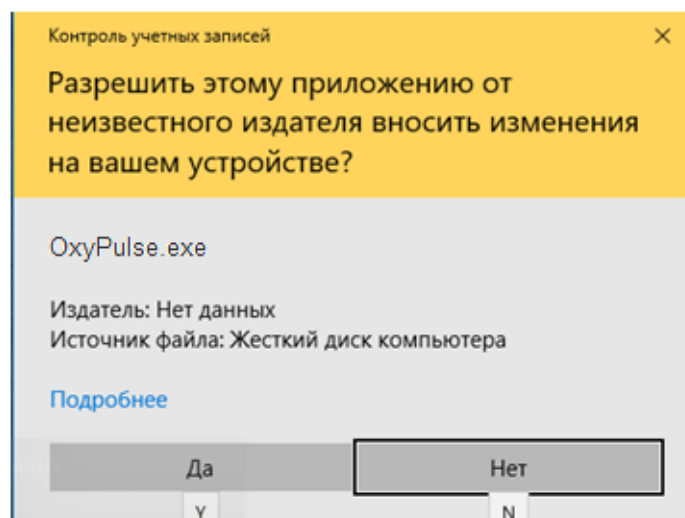 Контроль учетных записей
Разрешить этому приложению от
неизвестного издателя вносить изменения
на вашем устройстве?
OxyPulse.exe
Издатель: Нет данных
Источник файла: Жесткий диск компьютера
Подробнее
Да Нет
Y N